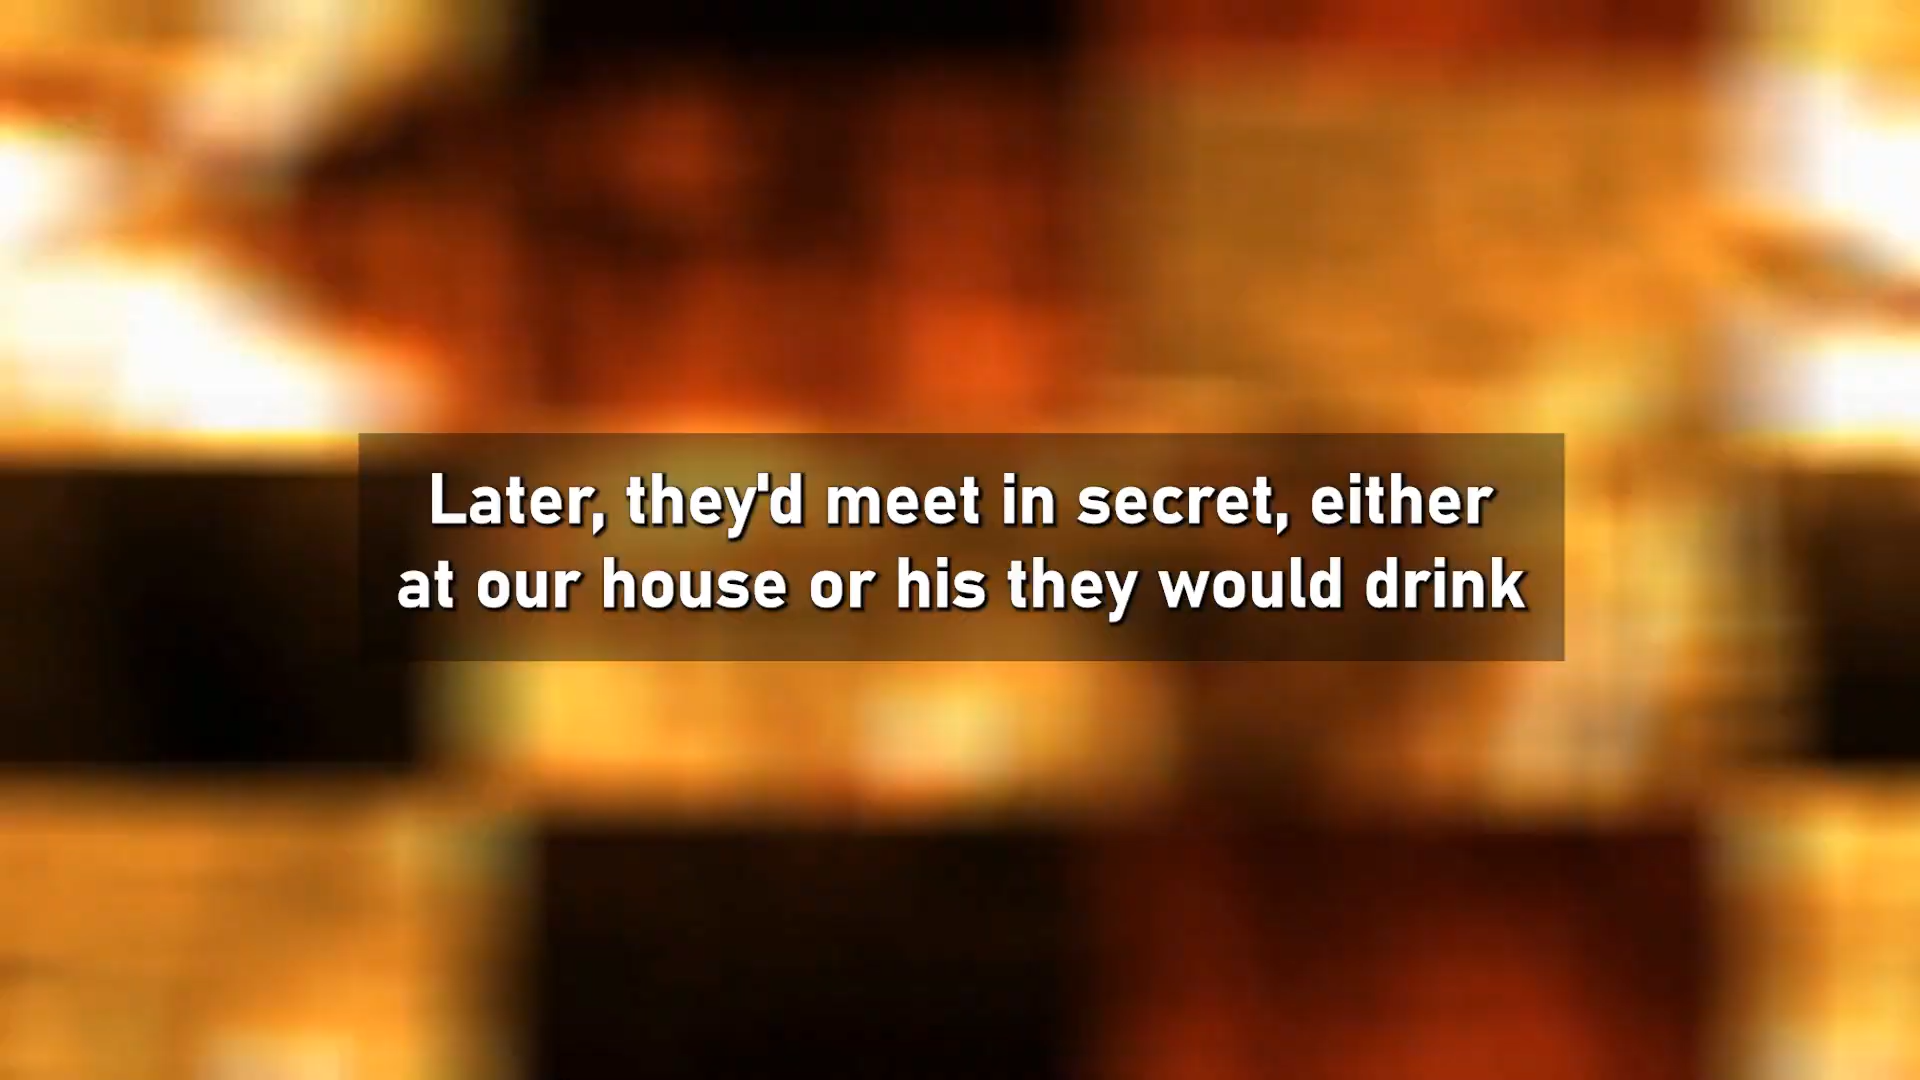 Later, they'd meet in secret, either
at our house or his they would drink